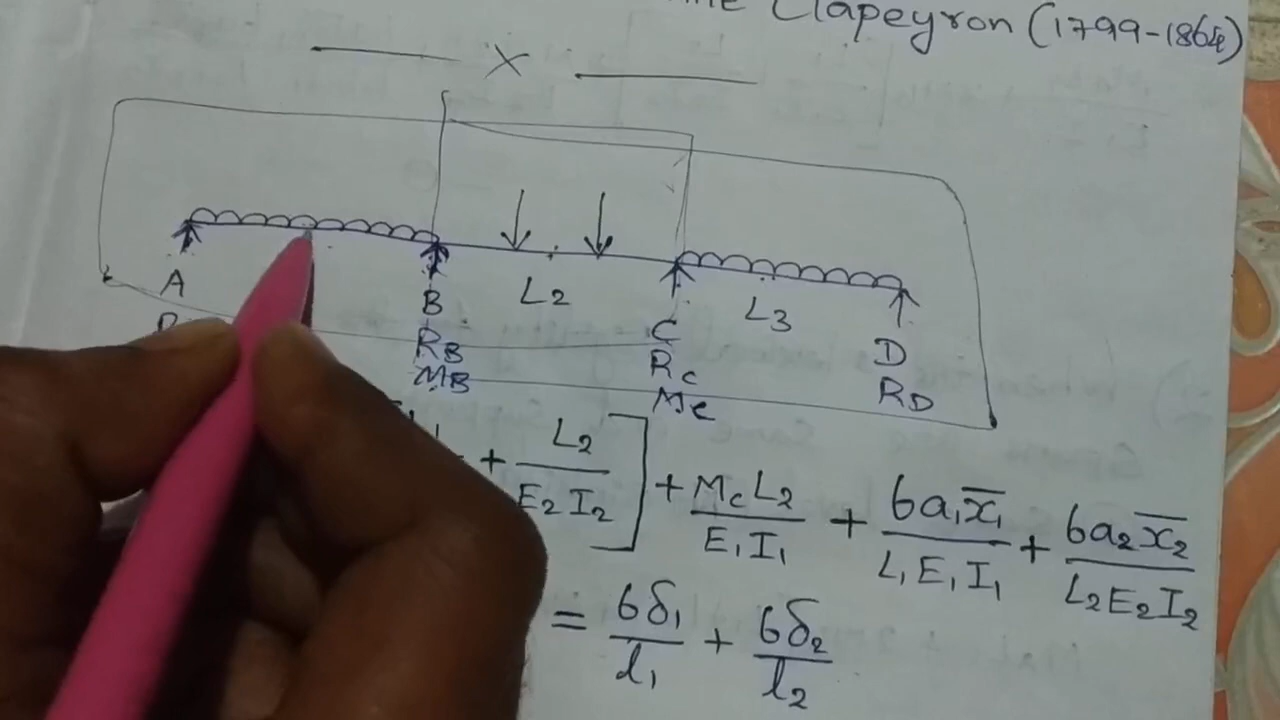 Clapeyron (1799-1864)
X
A B L2 C L3 D
RB RC RD
MB MC
+ L2/E2I2 ] + McL2/E1I1 + 6a1x̄1/L1E1I1 + 6a2x̄2/L2E2I2
= 6δ1/l1 + 6δ2/l2